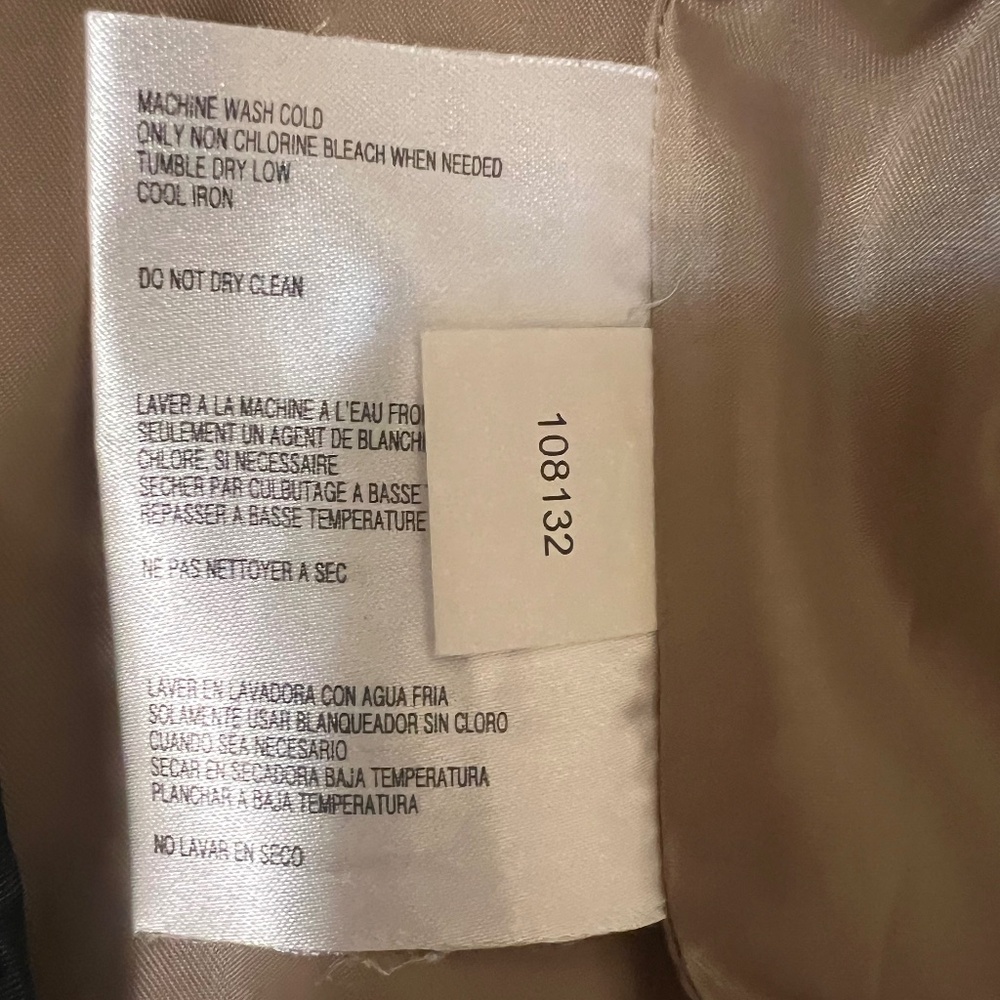 MACHINE WASH COLD
ONLY NON CHLORINE BLEACH WHEN NEEDED
TUMBLE DRY LOW
COOL IRON
DO NOT DRY CLEAN
LAVER A LA MACHINE A L'EAU
SEULEMENT UN AGENT DE
CHLORE, SI NECESSAIRE
SECHER PAR CULBUTAGE A BASSE
REPASSER A BASSE TEMPERATURE
NE PAS NETTOYER A SEC
108132
LAVER EN LAVADORA CON AGUA FRIA
SOLAMENTE USAR BLANQUEADOR SIN CLORO
CUANDO SEA NECESARIO
SECAR EN SECADORA BAJA TEMPERATURA
PLANCHAR A BAJA TEMPERATURA
NO LAVAR EN SECO